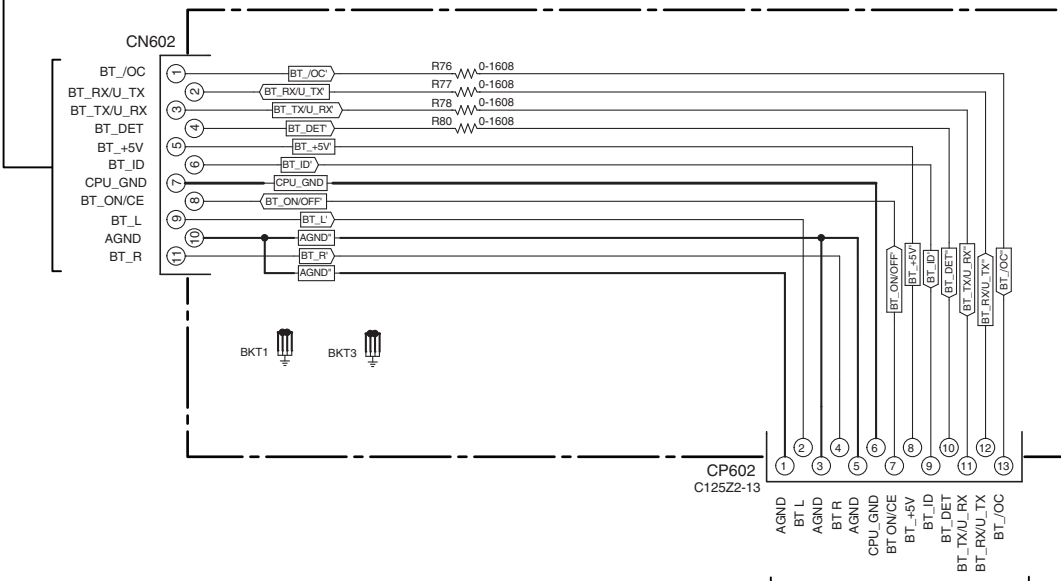 CN602
BT_/OC 1 BT_/OC' R76 0-1608
BT_RX/U_TX 2 BT_RX/U_TX' R77 0-1608
BT_TX/U_RX 3 BT_TX/U_RX' R78 0-1608
BT_DET 4 BT_DET' R80 0-1608
BT_+5V 5 BT_+5V'
BT_ID 6 BT_ID'
CPU_GND 7 CPU_GND
BT_ON/CE 8 BT_ON/OFF'
BT_L 9 BT_L'
AGND 10 AGND"
BT_R 11 BT_R'
AGND"
BT_ON/OFF'
BT_+5V'
BT_ID'
BT_DET"
BT_TX/U_RX"
BT_RX/U_TX"
BT_/OC"
BKT1 BKT3
2 4 6 8 10 12
1 3 5 7 9 11 13
CP602
C125Z2-13
AGND
BT L
AGND
BT R
AGND
CPU_GND
BT ON/CE
BT_+5V
BT_ID
BT_DET
BT_TX/U_RX
BT_RX/U_TX
BT_/OC